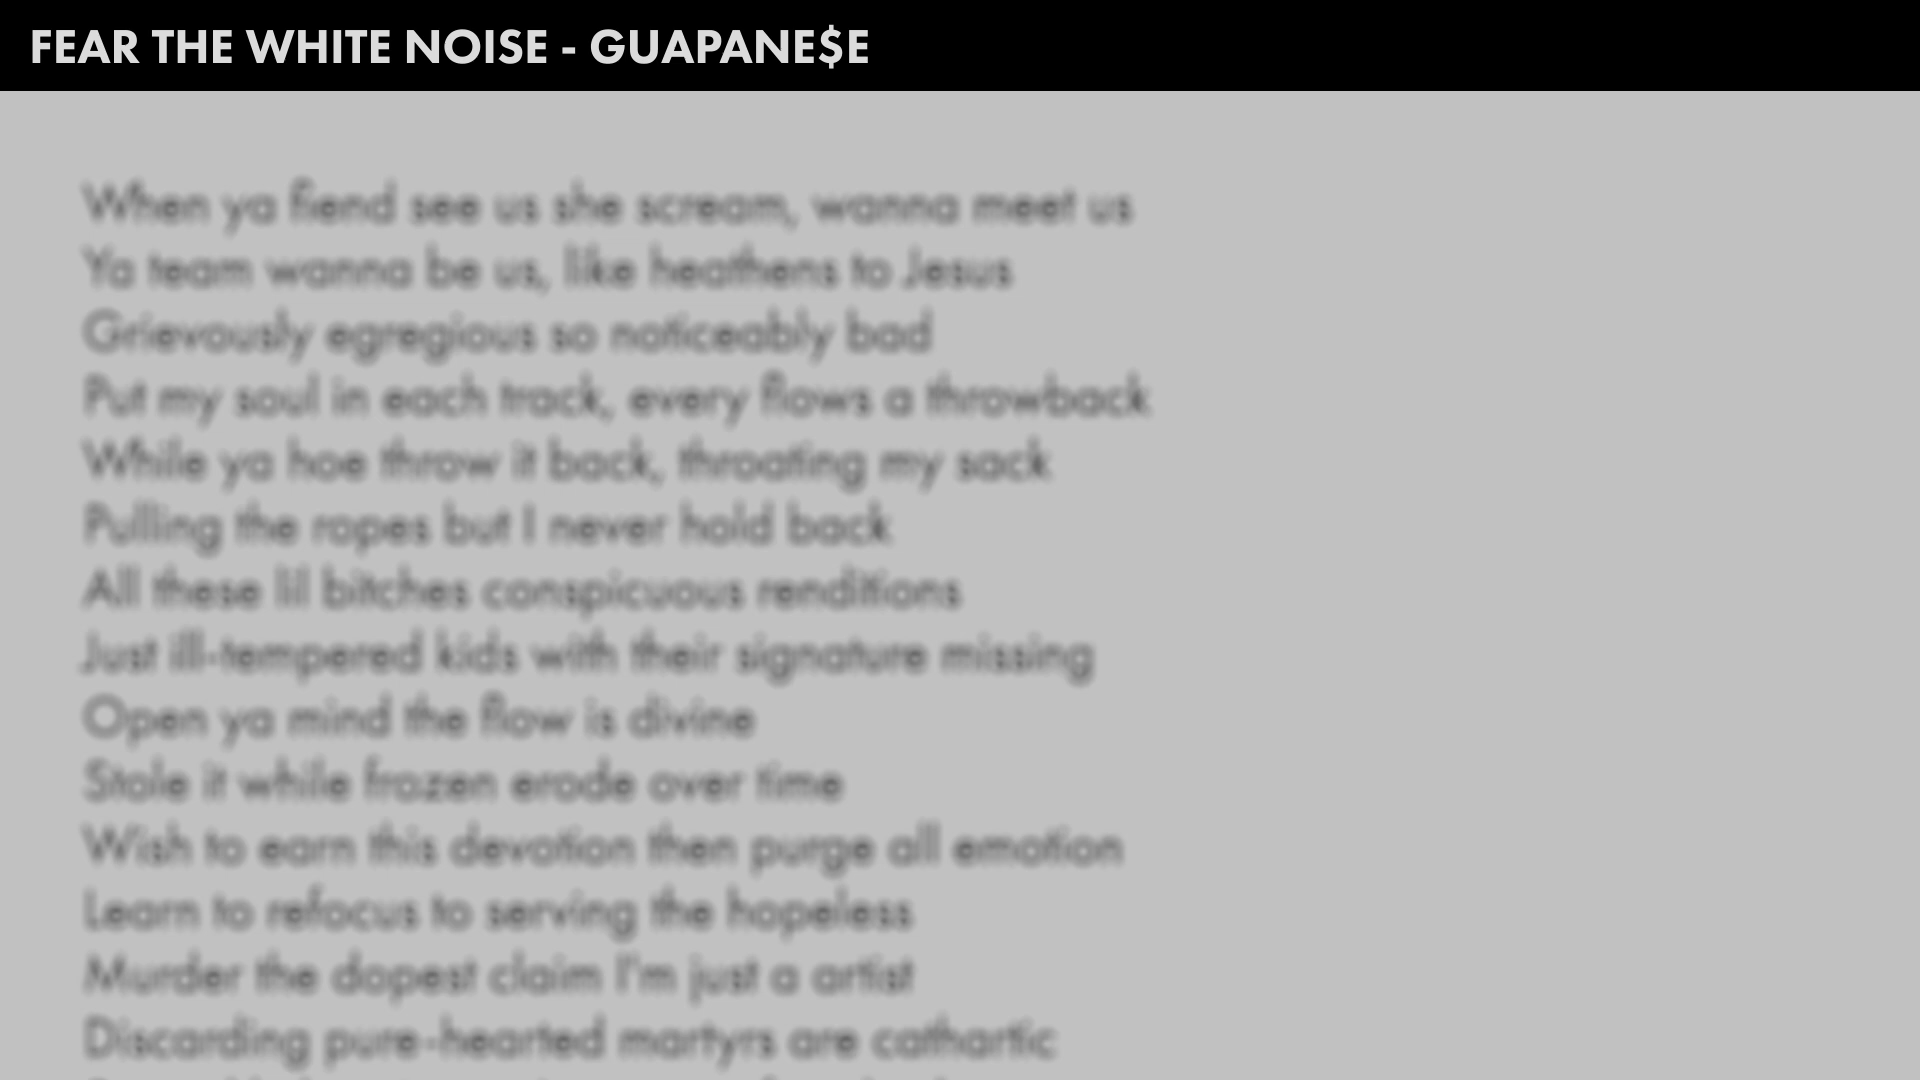 FEAR THE WHITE NOISE - GUAPANE$E
When ya fiend see us she scream, wanna meet us
Ya team wanna be us, like heathens to Jesus
Grievously egregious so noticeably bad
Put my soul in each track, every flows a throwback
While ya hoe throw it back, throating my sack
Pulling the ropes but I never hold back
All these lil bitches conspicuous renditions
Just ill-tempered kids with their signature missing
Open ya mind the flow is divine
Stole it while frozen erode over time
Wish to earn this devotion then purge all emotion
Learn to refocus to serving the hopeless
Murder the dopest claim I'm just a artist
Discarding pure-hearted martyrs are cathartic